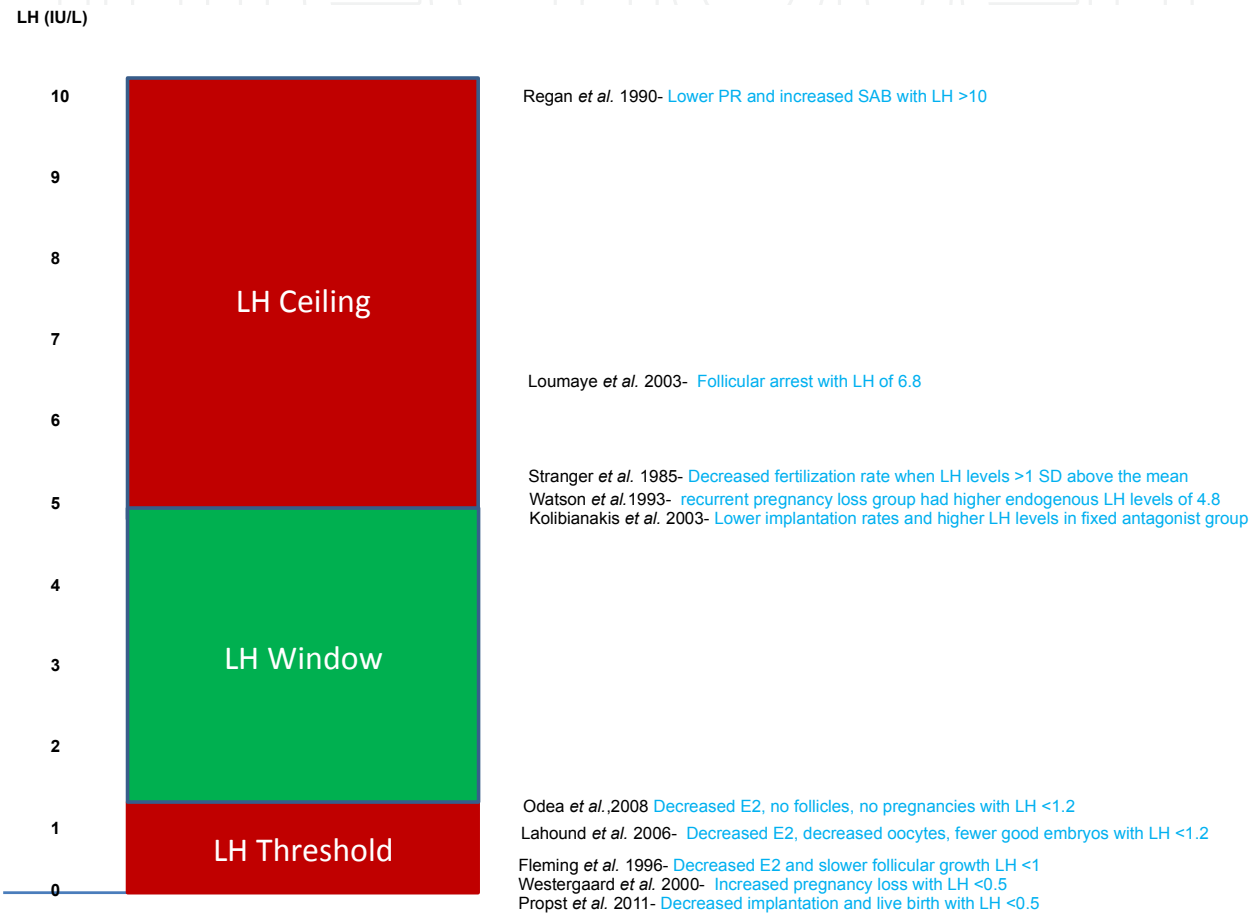 LH (IU/L)
10
Regan et al. 1990- Lower PR and increased SAB with LH >10
9
8
LH Ceiling
7
Loumaye et al. 2003-  Follicular arrest with LH of 6.8
6
Stranger et al. 1985- Decreased fertilization rate when LH levels >1 SD above the mean
5
Watson et al.1993-  recurrent pregnancy loss group had higher endogenous LH levels of 4.8
Kolibianakis et al. 2003- Lower implantation rates and higher LH levels in fixed antagonist group
4
LH Window
3
2
Odea et al.,2008 Decreased E2, no follicles, no pregnancies with LH <1.2
1
Lahound et al. 2006-  Decreased E2, decreased oocytes, fewer good embryos with LH <1.2
LH Threshold
Fleming et al. 1996- Decreased E2 and slower follicular growth LH <1
0
Westergaard et al. 2000-  Increased pregnancy loss with LH <0.5
Propst et al. 2011- Decreased implantation and live birth with LH <0.5